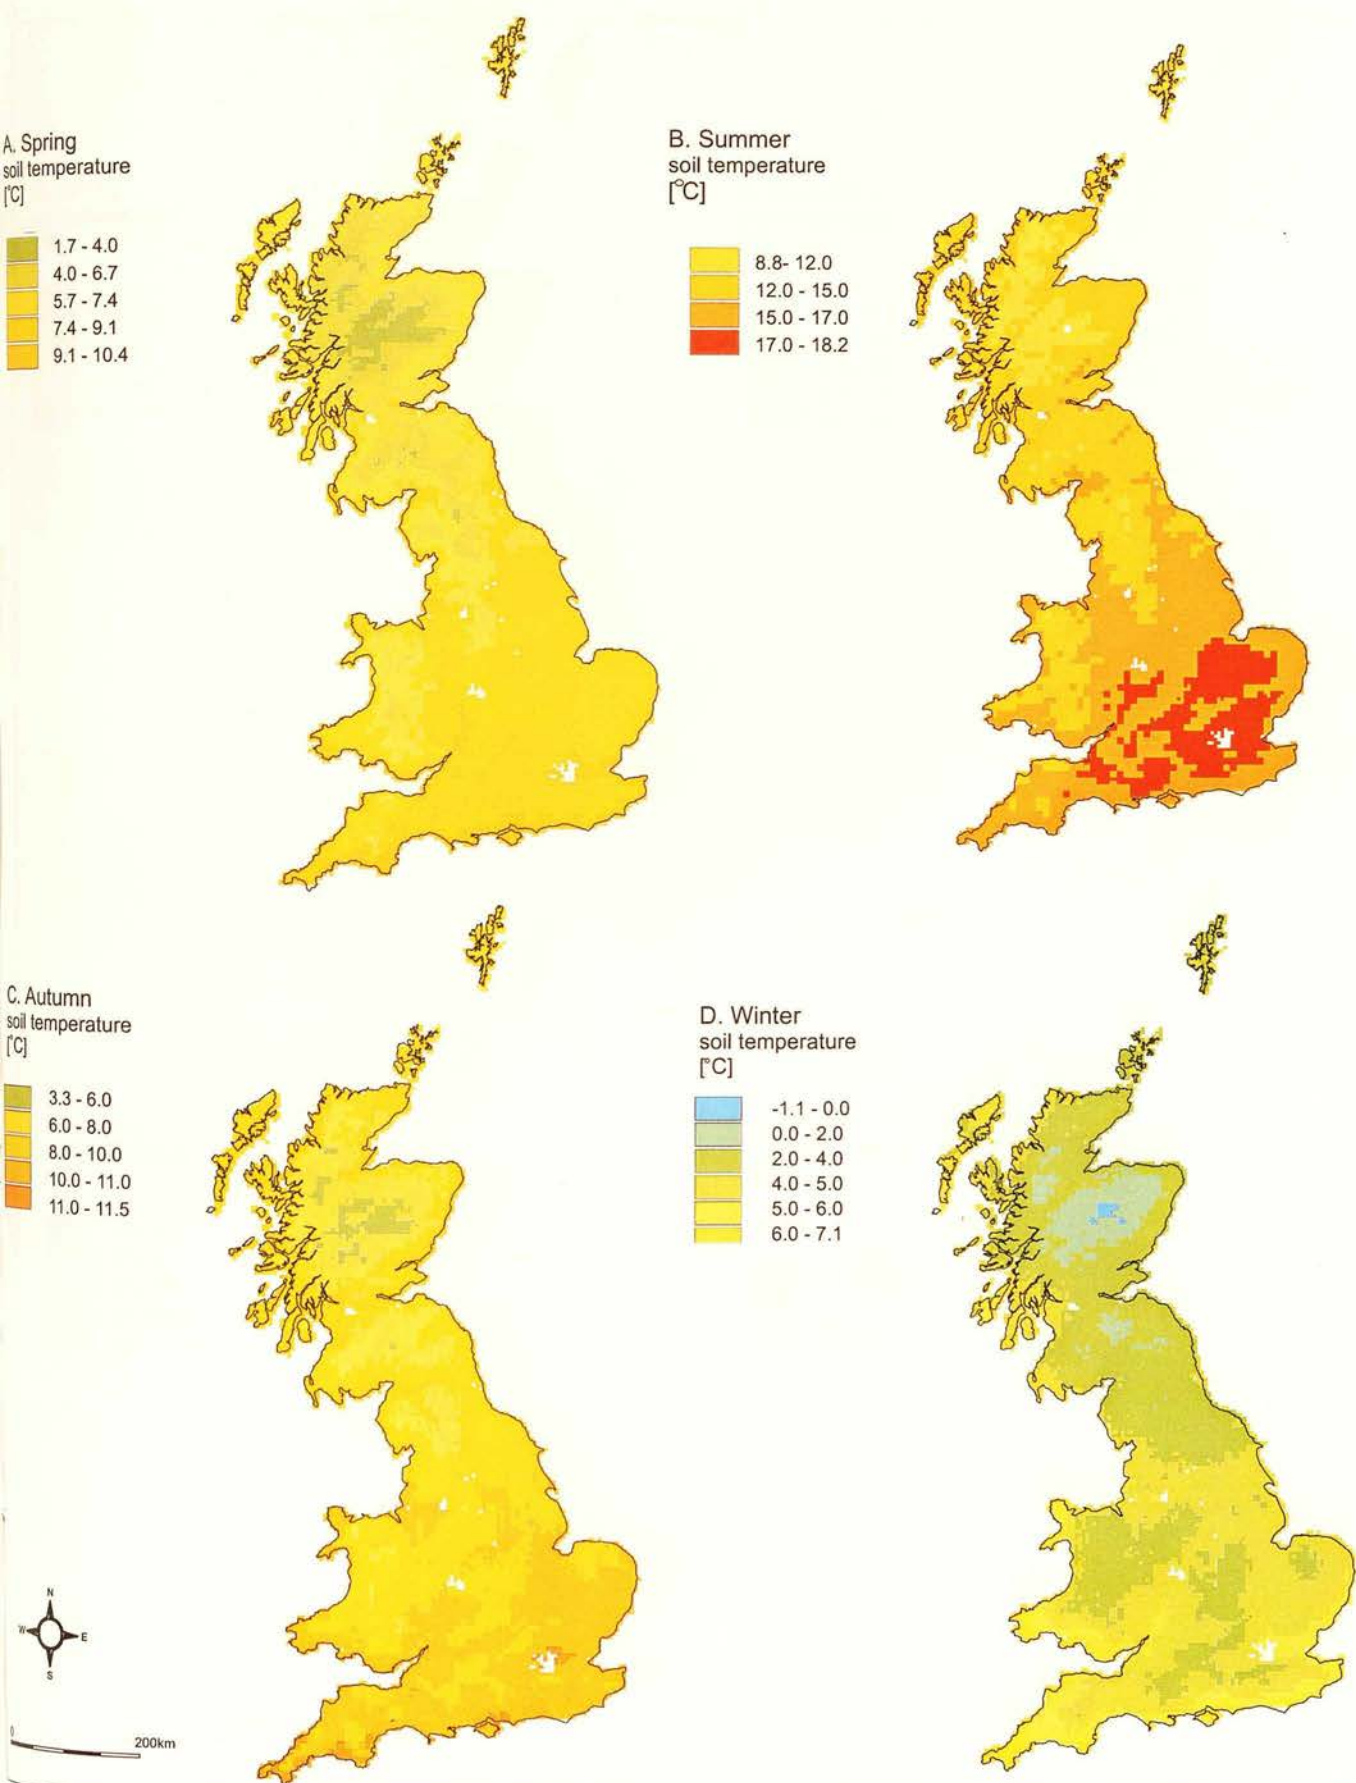 A. Spring
soil temperature
[°C]
1.7 - 4.0
4.0 - 6.7
5.7 - 7.4
7.4 - 9.1
9.1 - 10.4
B. Summer
soil temperature
[°C]
8.8- 12.0
12.0 - 15.0
15.0 - 17.0
17.0 - 18.2
C. Autumn
soil temperature
[°C]
3.3 - 6.0
6.0 - 8.0
8.0 - 10.0
10.0 - 11.0
11.0 - 11.5
D. Winter
soil temperature
[°C]
-1.1 - 0.0
0.0 - 2.0
2.0 - 4.0
4.0 - 5.0
5.0 - 6.0
6.0 - 7.1
N
W E
S
0 200km